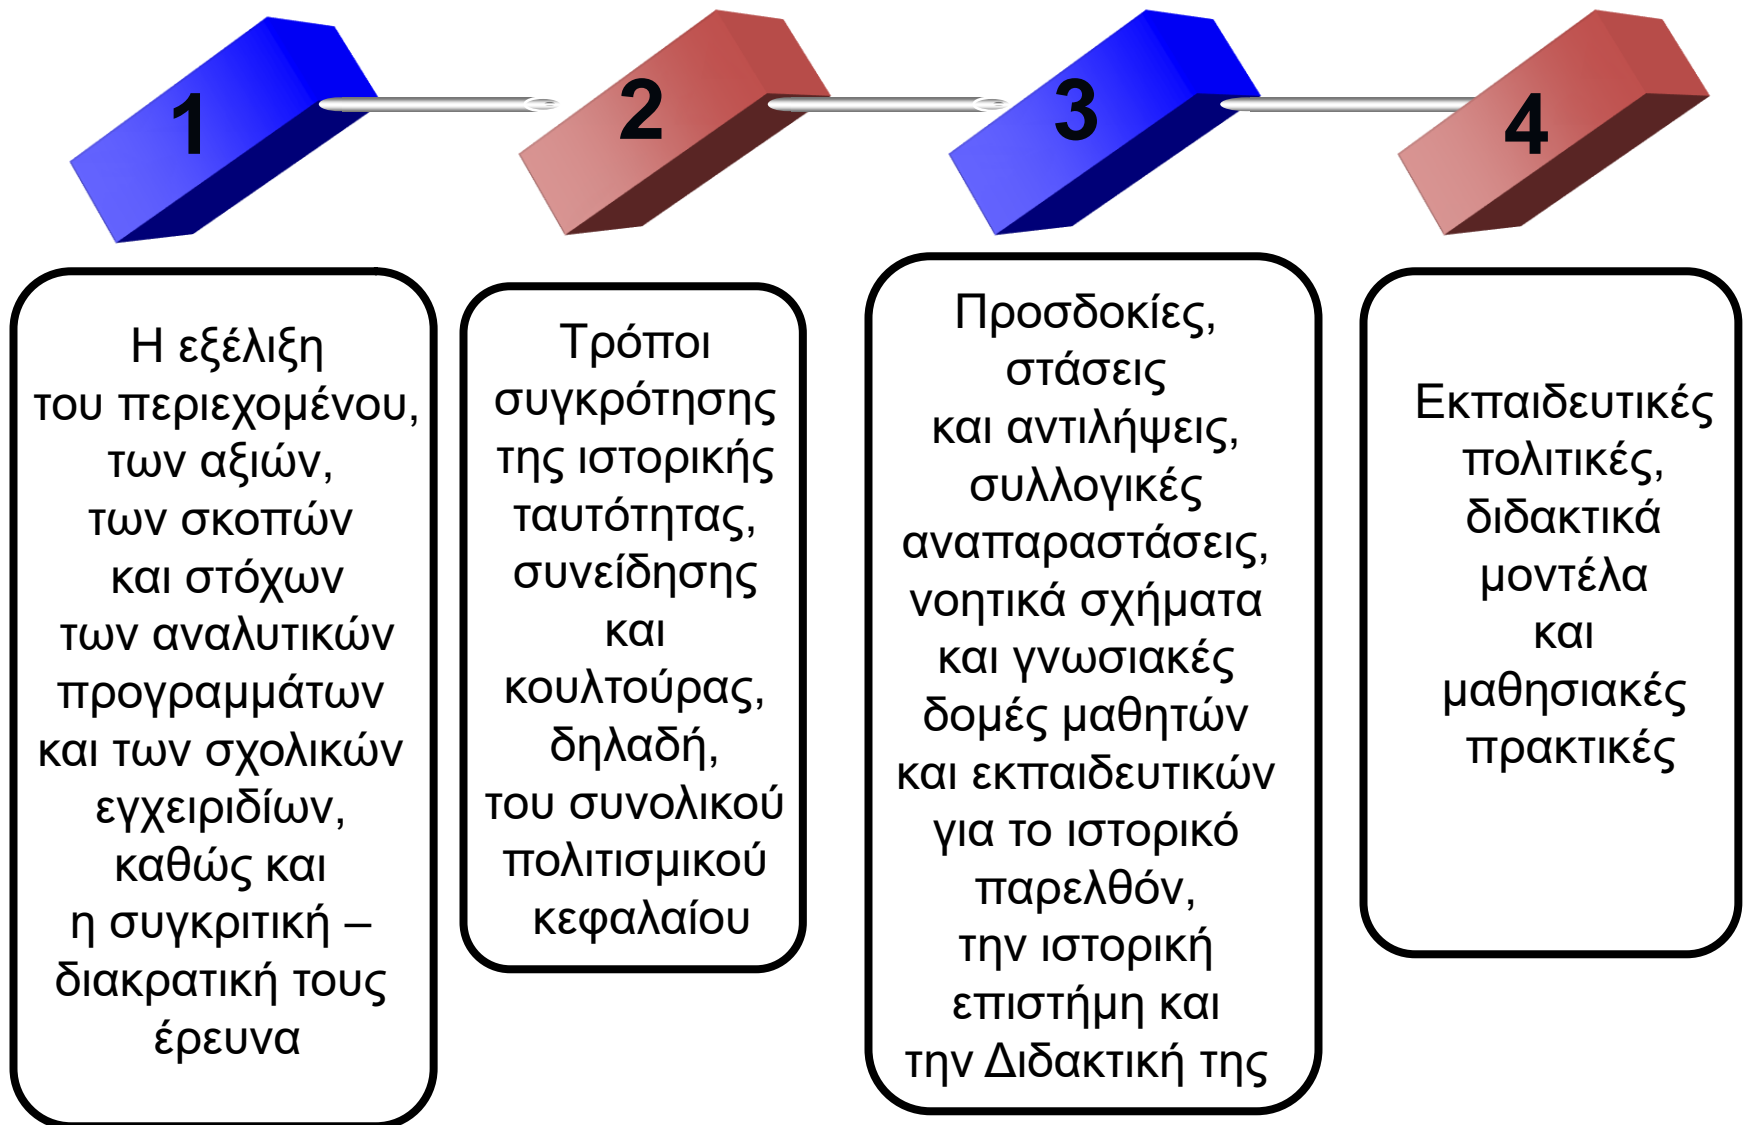 1
Η εξέλιξη
του περιεχομένου,
των αξιών,
των σκοπών
και στόχων
των αναλυτικών
προγραμμάτων
και των σχολικών
εγχειριδίων,
καθώς και
η συγκριτική –
διακρατική τους
έρευνα
2
Τρόποι
συγκρότησης
της ιστορικής
ταυτότητας,
συνείδησης
και
κουλτούρας,
δηλαδή,
του συνολικού
πολιτισμικού
κεφαλαίου
3
Προσδοκίες,
στάσεις
και αντιλήψεις,
συλλογικές
αναπαραστάσεις,
νοητικά σχήματα
και γνωσιακές
δομές μαθητών
και εκπαιδευτικών
για το ιστορικό
παρελθόν,
την ιστορική
επιστήμη και
την Διδακτική της
4
Εκπαιδευτικές
πολιτικές,
διδακτικά
μοντέλα
και
μαθησιακές
πρακτικές